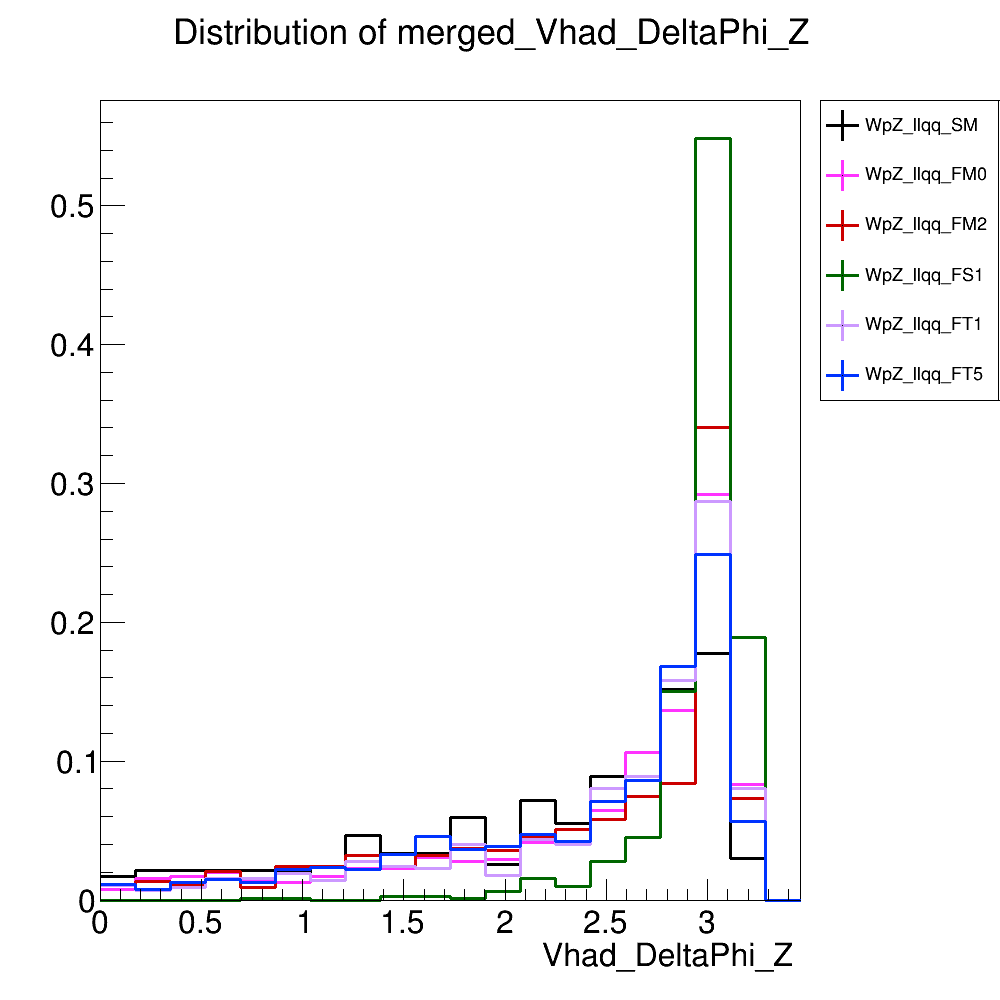 Distribution of merged_Vhad_DeltaPhi_Z
WpZ_llqq_SM
WpZ_llqq_FM0
WpZ_llqq_FM2
WpZ_llqq_FS1
WpZ_llqq_FT1
WpZ_llqq_FT5
0.5
0.4
0.3
0.2
0.1
0
0 0.5 1 1.5 2 2.5 3
Vhad_DeltaPhi_Z